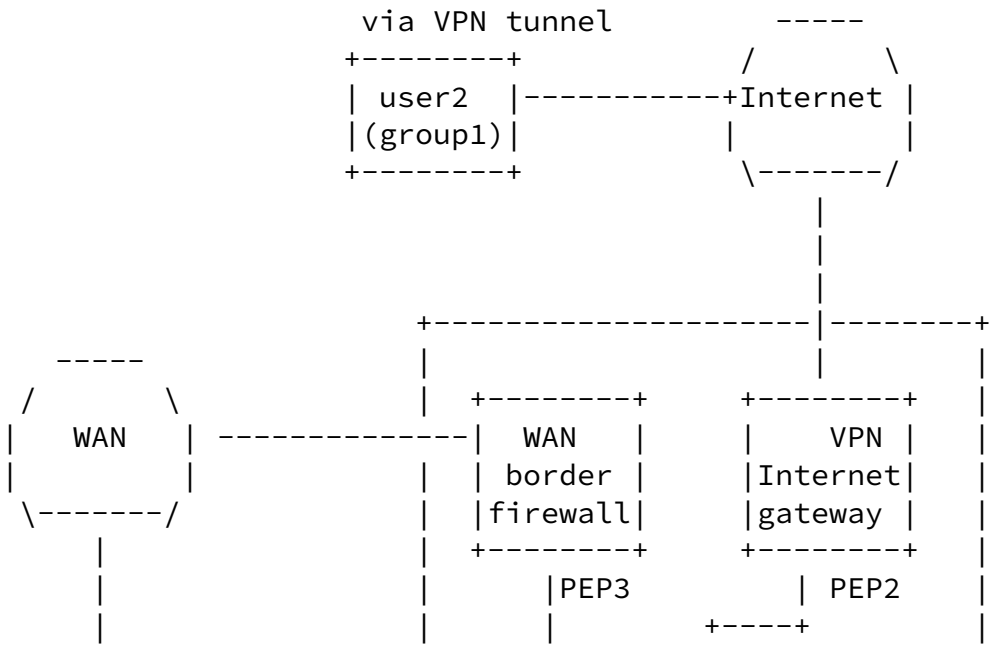 via VPN tunnel
user2
(group1)
Internet
WAN
WAN
border
firewall
VPN
Internet
gateway
PEP3
PEP2